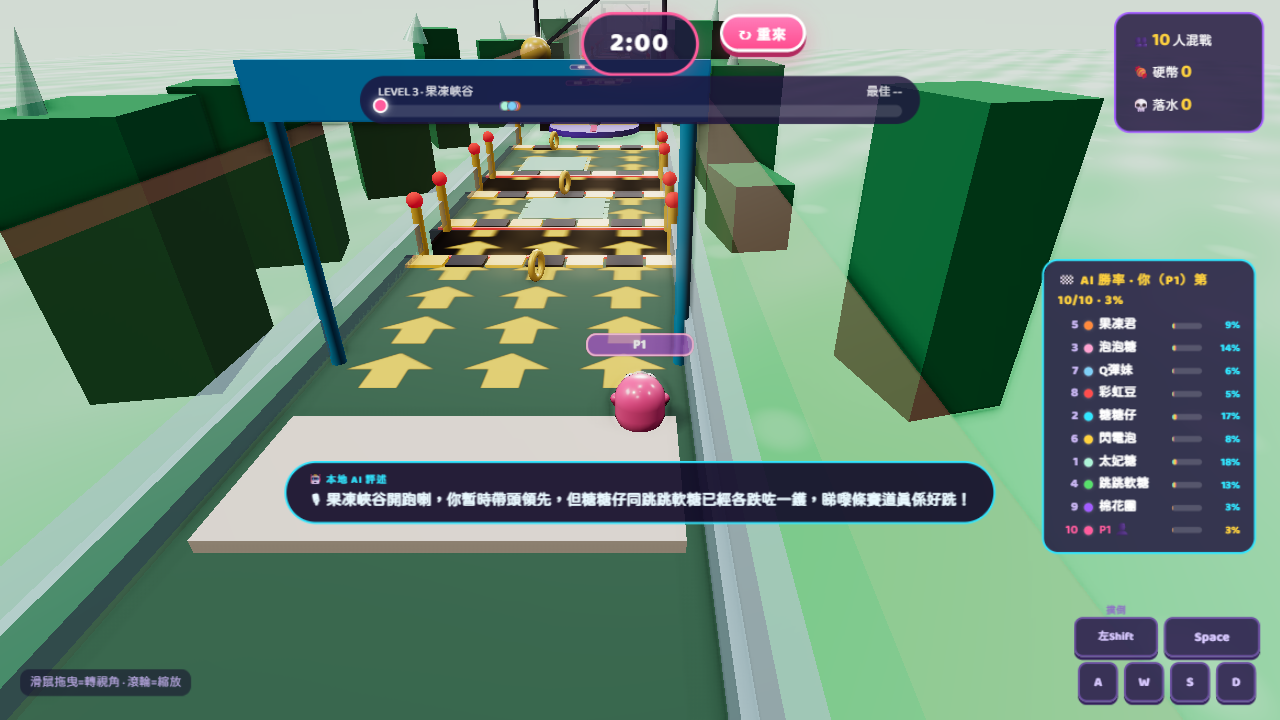 2:00
↻ 重來
10 人混戰
硬幣 0
落水 0
LEVEL 3 · 果凍峽谷
最佳 --
AI 勝率 · 你（P1）第
10/10 · 3%
5 果凍君 9%
3 泡泡糖 14%
7 Q彈妹 6%
8 彩虹豆 5%
2 糖糖仔 17%
6 閃電泡 8%
1 太妃糖 18%
4 跳跳軟糖 13%
9 棉花團 3%
10 P1 3%
P1
本地 AI 評述
果凍峽谷開跑喇，你暫時帶頭領先，但糖糖仔同跳跳軟糖已經各跌咗一鑊，睇嚟條賽道真係好跣！
左Shift
Space
A W S D
滑鼠拖曳=轉視角 · 滾輪=縮放